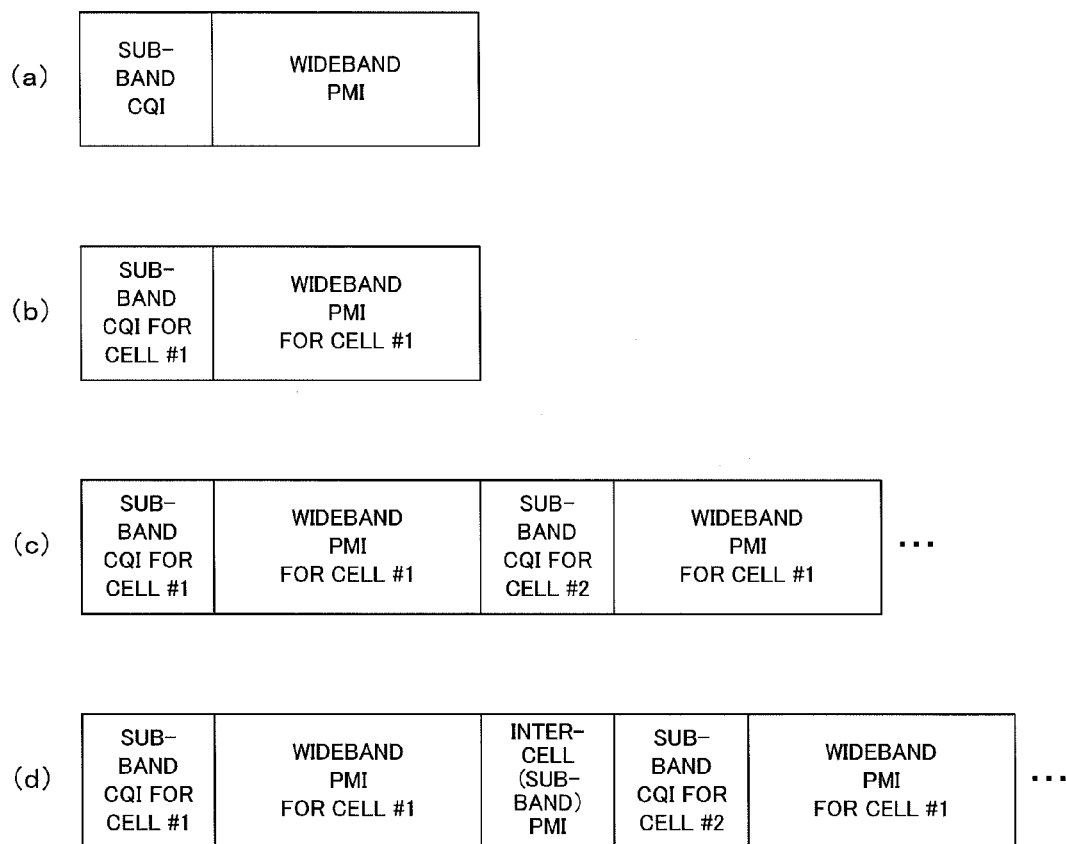 (a)
SUB-
BAND
CQI
WIDEBAND
PMI
(b)
SUB-
BAND
CQI FOR
CELL #1
WIDEBAND
PMI
FOR CELL #1
(c)
SUB-
BAND
CQI FOR
CELL #1
WIDEBAND
PMI
FOR CELL #1
SUB-
BAND
CQI FOR
CELL #2
WIDEBAND
PMI
FOR CELL #1
...
(d)
SUB-
BAND
CQI FOR
CELL #1
WIDEBAND
PMI
FOR CELL #1
INTER-
CELL
(SUB-
BAND)
PMI
SUB-
BAND
CQI FOR
CELL #2
WIDEBAND
PMI
FOR CELL #1
...